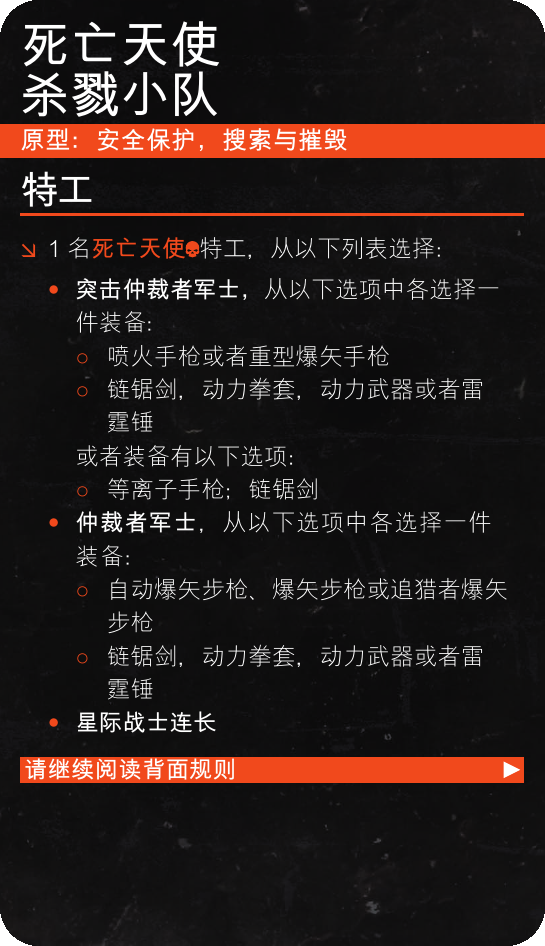 死亡天使
杀戮小队
原型：安全保护，搜索与摧毁
特工
1 名死亡天使特工，从以下列表选择：
突击仲裁者军士，从以下选项中各选择一
件装备：
喷火手枪或者重型爆矢手枪
链锯剑，动力拳套，动力武器或者雷
霆锤
或者装备有以下选项：
等离子手枪；链锯剑
仲裁者军士，从以下选项中各选择一件
装备：
自动爆矢步枪、爆矢步枪或追猎者爆矢
步枪
链锯剑，动力拳套，动力武器或者雷
霆锤
星际战士连长
请继续阅读背面规则